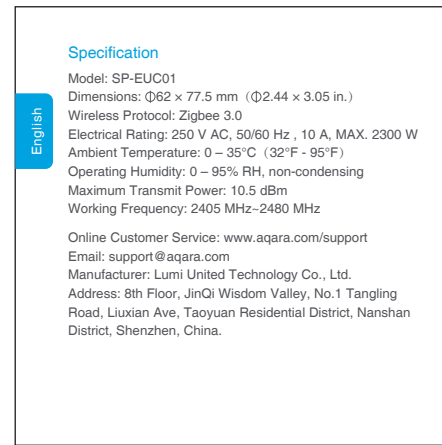 Specification
English
Model: SP-EUC01
Dimensions: Φ62 × 77.5 mm（Φ2.44 × 3.05 in.）
Wireless Protocol: Zigbee 3.0
Electrical Rating: 250 V AC, 50/60 Hz , 10 A, MAX. 2300 W
Ambient Temperature: 0 – 35°C（32°F - 95°F）
Operating Humidity: 0 – 95% RH, non-condensing
Maximum Transmit Power: 10.5 dBm
Working Frequency: 2405 MHz~2480 MHz
Online Customer Service: www.aqara.com/support
Email: support@aqara.com
Manufacturer: Lumi United Technology Co., Ltd.
Address: 8th Floor, JinQi Wisdom Valley, No.1 Tangling
Road, Liuxian Ave, Taoyuan Residential District, Nanshan
District, Shenzhen, China.